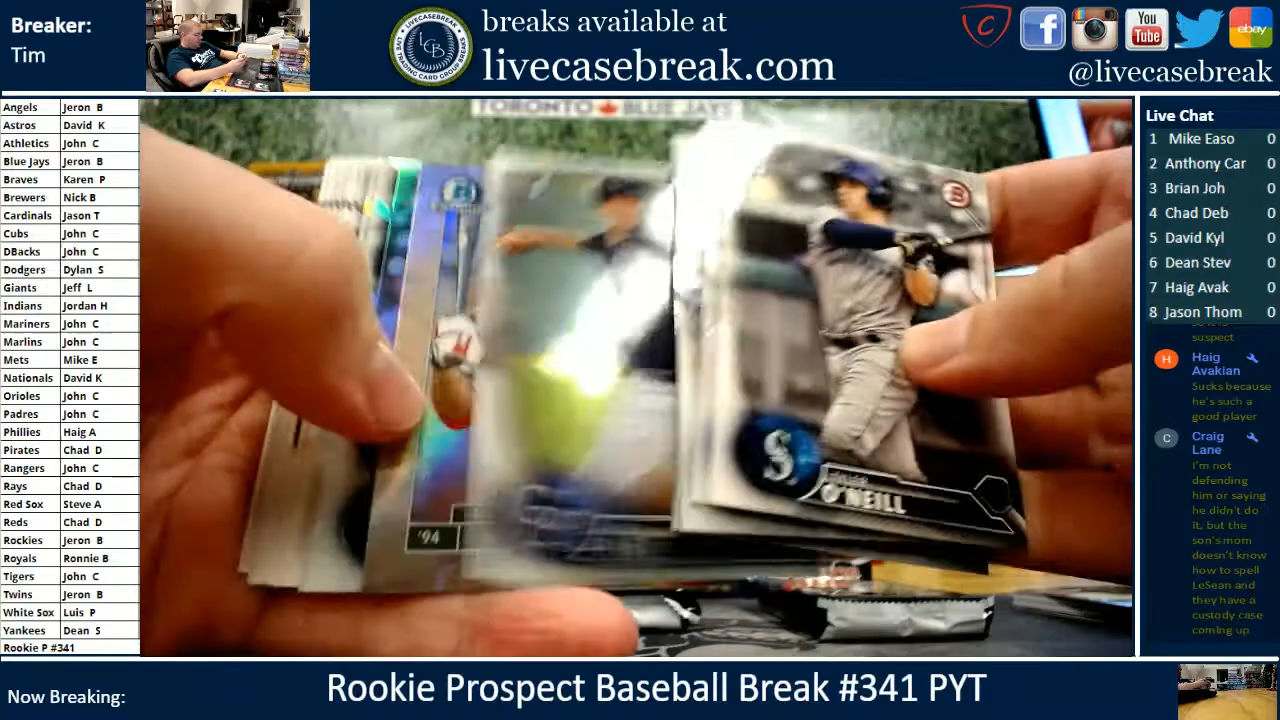 Breaker:
Tim
LCB
breaks available at
livecasebreak.com
You
Tube
ebay
@livecasebreak
Angels Jeron B
Astros David K
Athletics John C
Blue Jays Jeron B
Braves Karen P
Brewers Nick B
Cardinals Jason T
Cubs John C
DBacks John C
Dodgers Dylan S
Giants Jeff L
Indians Jordan H
Mariners John C
Marlins John C
Mets Mike E
Nationals David K
Orioles John C
Padres John C
Phillies Haig A
Pirates Chad D
Rangers John C
Rays Chad D
Red Sox Steve A
Reds Chad D
Rockies Jeron B
Royals Ronnie B
Tigers John C
Twins Jeron B
White Sox Luis P
Yankees Dean S
Rookie P #341
TORONTO BLUE JAYS
'94
O'NEILL
Live Chat
1 Mike Easo 0
2 Anthony Car 0
3 Brian Joh 0
4 Chad Deb 0
5 David Kyl 0
6 Dean Stev 0
7 Haig Avak 0
8 Jason Thom 0
suspect
H
Haig
Avakian
Sucks because
he's such a
good player
C
Craig
Lane
I'm not
defending
him or saying
he didn't do
it, but the
son's mom
doesn't know
how to spell
LeSean and
they have a
custody case
coming up
Now Breaking:
Rookie Prospect Baseball Break #341 PYT